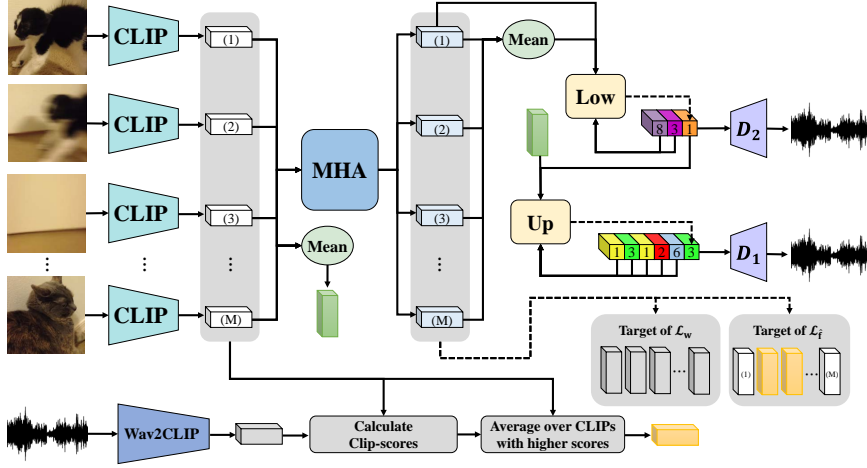 CLIP
(1)
CLIP
(2)
CLIP
(3)
CLIP
(M)
MHA
Mean
(1)
(2)
(3)
(M)
Mean
Low
8 3 1
D₂
Up
1 3 1 2 6 3
D₁
Target of ℒ_w
Target of ℒ_f̂
(1)
(M)
Wav2CLIP
Calculate
Clip-scores
Average over CLIPs
with higher scores